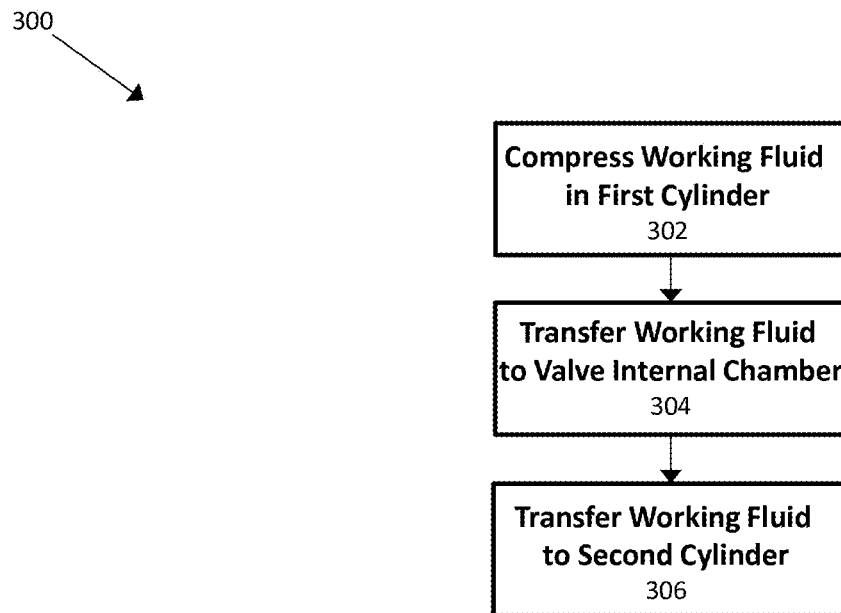 300
Compress Working Fluid
in First Cylinder
302
Transfer Working Fluid
to Valve Internal Chamber
304
Transfer Working Fluid
to Second Cylinder
306